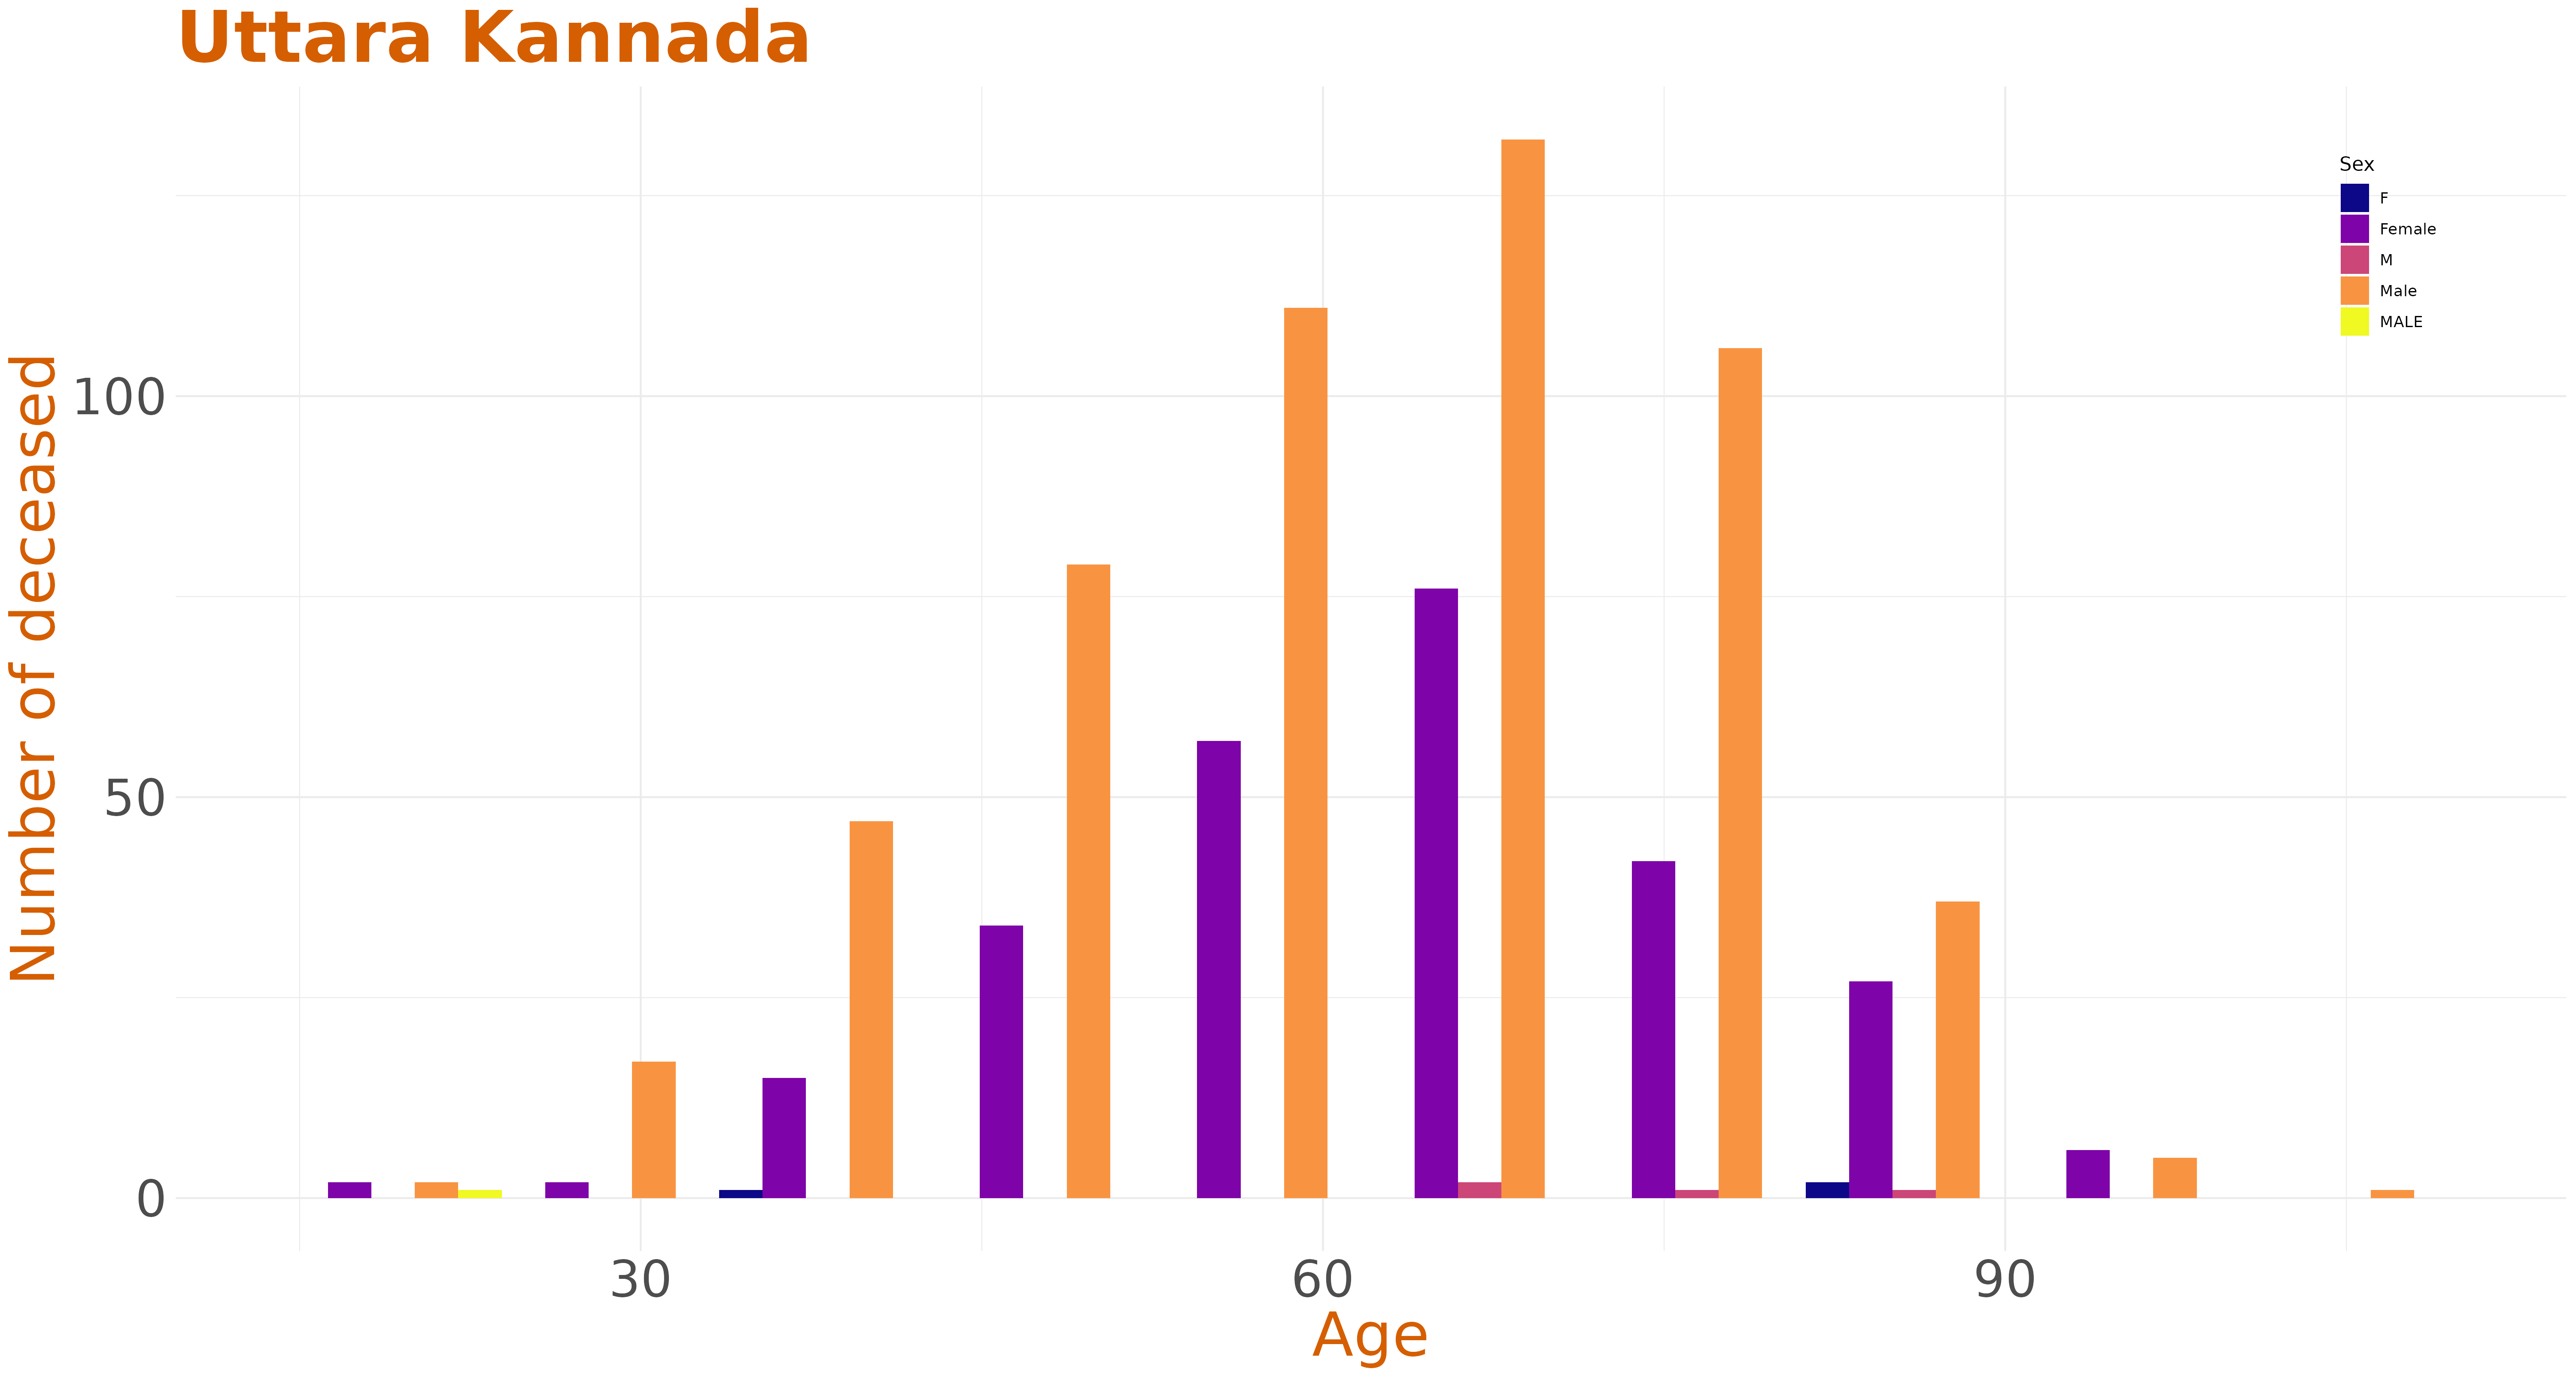 Uttara Kannada
Number of deceased
100
50
0
30
60
90
Age
Sex
F
Female
M
Male
MALE